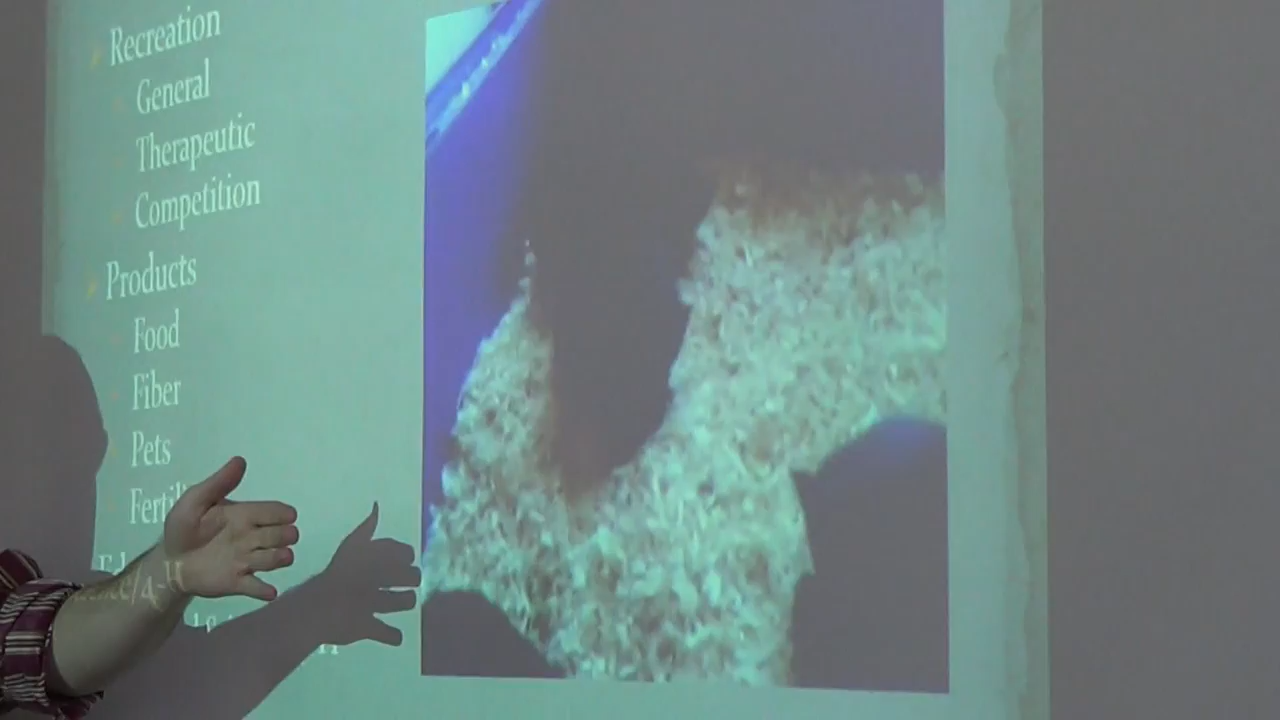 Recreation
General
Therapeutic
Competition
Products
Food
Fiber
Pets